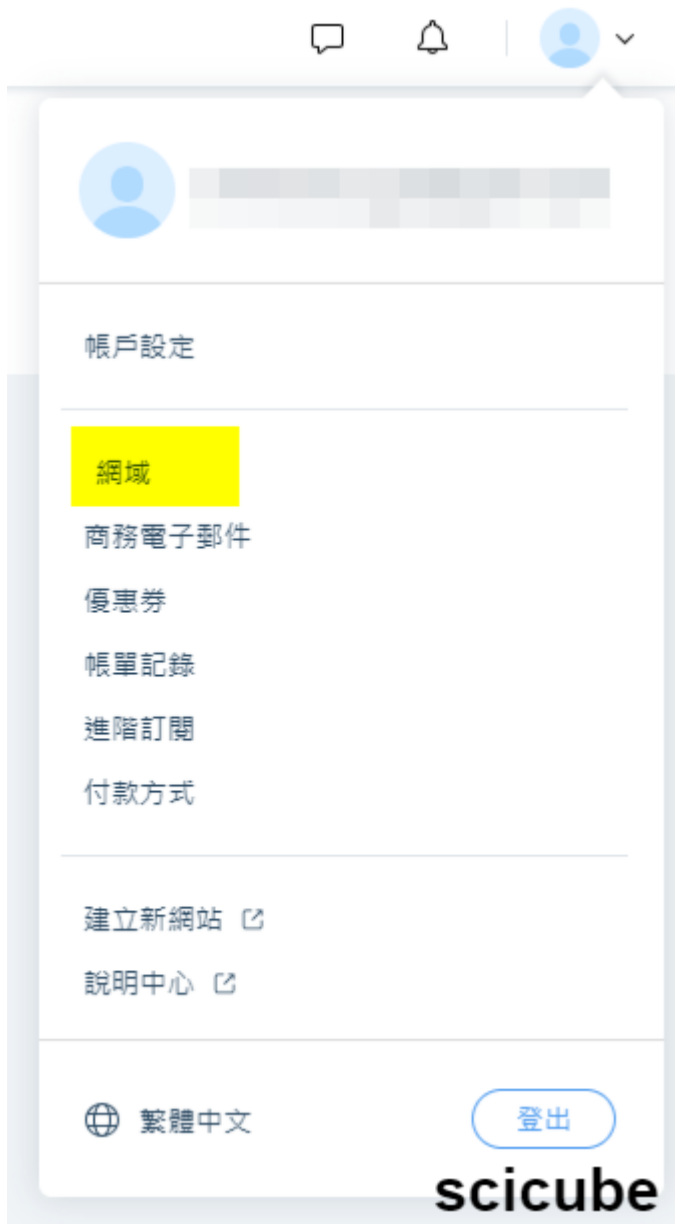 帳戶設定
網域
商務電子郵件
優惠券
帳單記錄
進階訂閱
付款方式
建立新網站
說明中心
繁體中文
登出
scicube